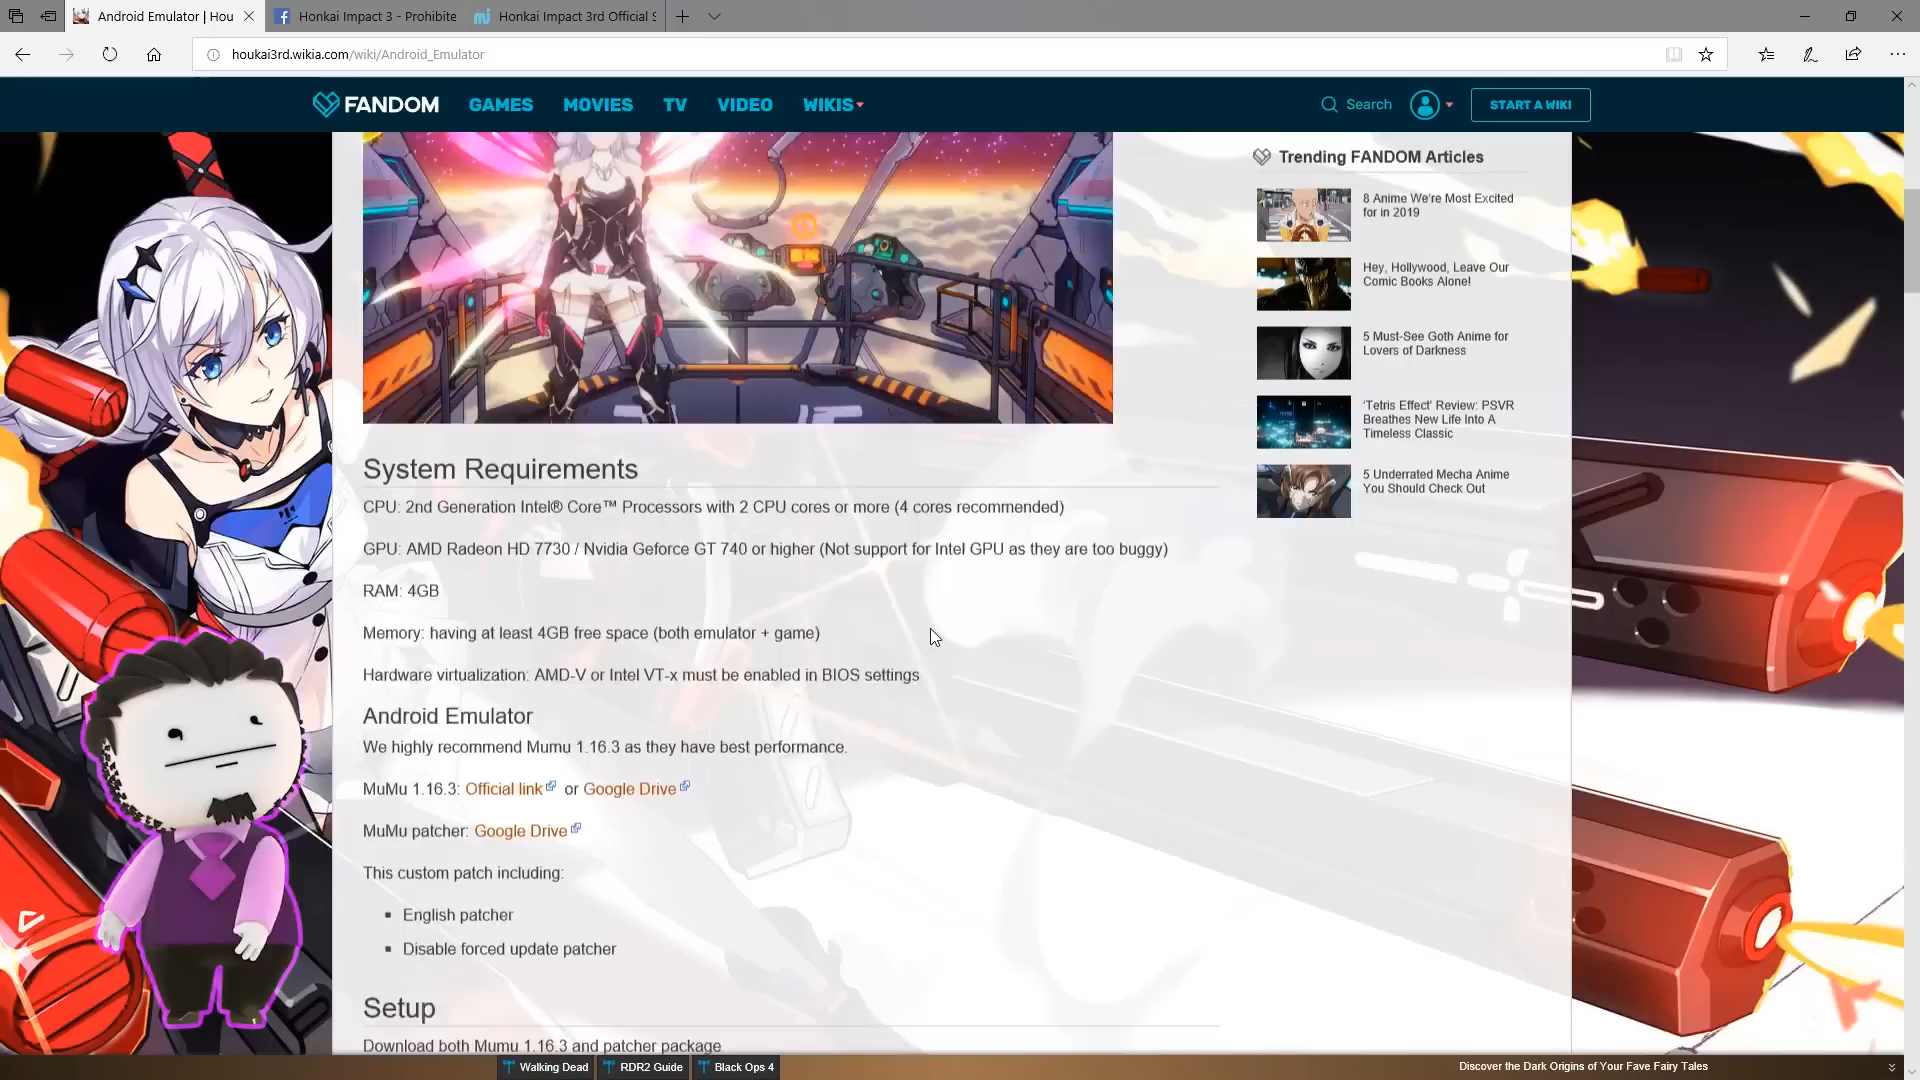 Android Emulator | Hou
Honkai Impact 3 - Prohibite
Honkai Impact 3rd Official S
houkai3rd.wikia.com/wiki/Android_Emulator
FANDOM
GAMES
MOVIES
TV
VIDEO
WIKIS
Search
START A WIKI
Trending FANDOM Articles
8 Anime We're Most Excited
for in 2019
Hey, Hollywood, Leave Our
Comic Books Alone!
5 Must-See Goth Anime for
Lovers of Darkness
'Tetris Effect' Review: PSVR
Breathes New Life Into A
Timeless Classic
5 Underrated Mecha Anime
You Should Check Out
System Requirements
CPU: 2nd Generation Intel® Core™ Processors with 2 CPU cores or more (4 cores recommended)
GPU: AMD Radeon HD 7730 / Nvidia Geforce GT 740 or higher (Not support for Intel GPU as they are too buggy)
RAM: 4GB
Memory: having at least 4GB free space (both emulator + game)
Hardware virtualization: AMD-V or Intel VT-x must be enabled in BIOS settings
Android Emulator
We highly recommend Mumu 1.16.3 as they have best performance.
MuMu 1.16.3: Official link or Google Drive
MuMu patcher: Google Drive
This custom patch including:
▪ English patcher
▪ Disable forced update patcher
Setup
Download both Mumu 1.16.3 and patcher package
Walking Dead
RDR2 Guide
Black Ops 4
Discover the Dark Origins of Your Fave Fairy Tales